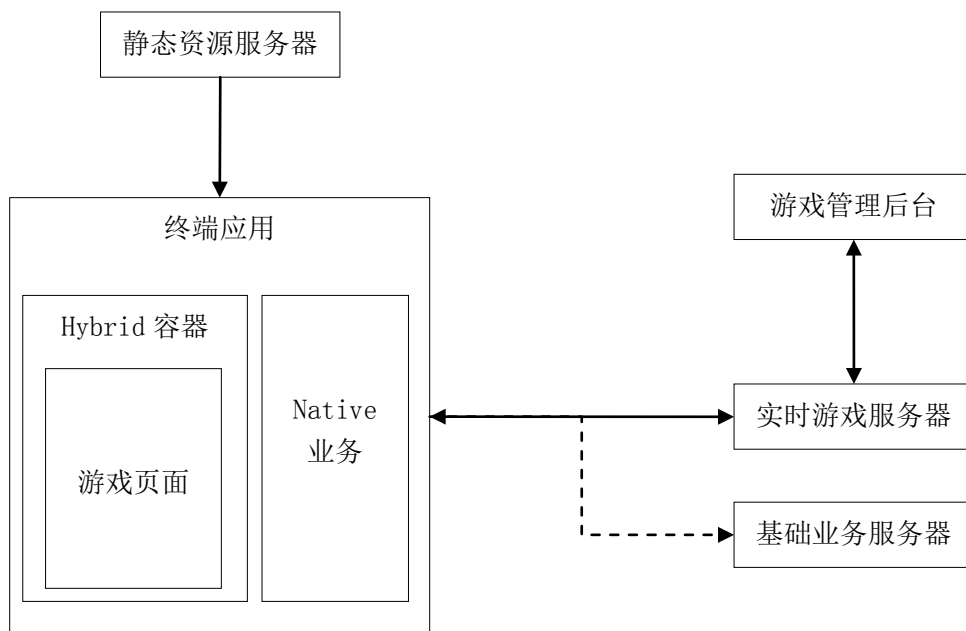 静态资源服务器
终端应用
游戏管理后台
Hybrid 容器
Native
业务
实时游戏服务器
游戏页面
基础业务服务器